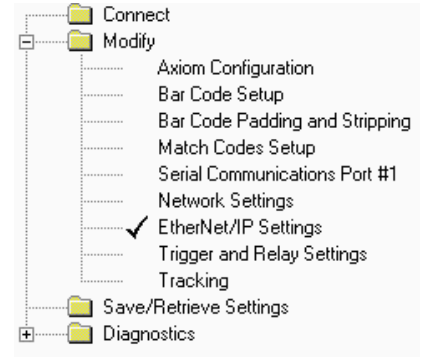 Connect
Modify
Axiom Configuration
Bar Code Setup
Bar Code Padding and Stripping
Match Codes Setup
Serial Communications Port #1
Network Settings
EtherNet/IP Settings
Trigger and Relay Settings
Tracking
Save/Retrieve Settings
Diagnostics